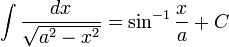 ∫ dx/√(a² − x²) = sin⁻¹ x/a + C